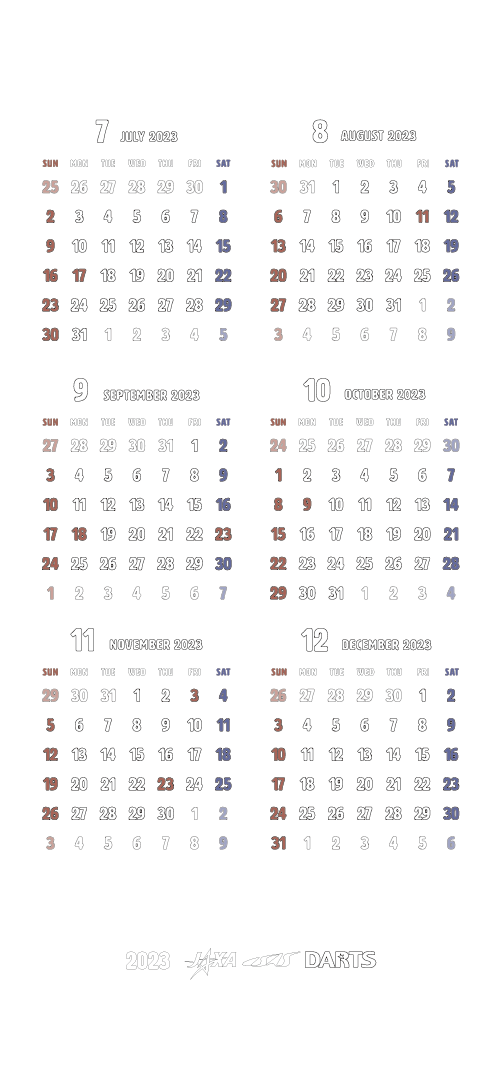 7 JULY 2023
SUN MON TUE WED THU FRI SAT
25 26 27 28 29 30 1
2 3 4 5 6 7 8
9 10 11 12 13 14 15
16 17 18 19 20 21 22
23 24 25 26 27 28 29
30 31 1 2 3 4 5
8 AUGUST 2023
SUN MON TUE WED THU FRI SAT
30 31 1 2 3 4 5
6 7 8 9 10 11 12
13 14 15 16 17 18 19
20 21 22 23 24 25 26
27 28 29 30 31 1 2
3 4 5 6 7 8 9
9 SEPTEMBER 2023
SUN MON TUE WED THU FRI SAT
27 28 29 30 31 1 2
3 4 5 6 7 8 9
10 11 12 13 14 15 16
17 18 19 20 21 22 23
24 25 26 27 28 29 30
1 2 3 4 5 6 7
10 OCTOBER 2023
SUN MON TUE WED THU FRI SAT
24 25 26 27 28 29 30
1 2 3 4 5 6 7
8 9 10 11 12 13 14
15 16 17 18 19 20 21
22 23 24 25 26 27 28
29 30 31 1 2 3 4
11 NOVEMBER 2023
SUN MON TUE WED THU FRI SAT
29 30 31 1 2 3 4
5 6 7 8 9 10 11
12 13 14 15 16 17 18
19 20 21 22 23 24 25
26 27 28 29 30 1 2
3 4 5 6 7 8 9
12 DECEMBER 2023
SUN MON TUE WED THU FRI SAT
26 27 28 29 30 1 2
3 4 5 6 7 8 9
10 11 12 13 14 15 16
17 18 19 20 21 22 23
24 25 26 27 28 29 30
31 1 2 3 4 5 6
2023 JAXA ISAS DARTS